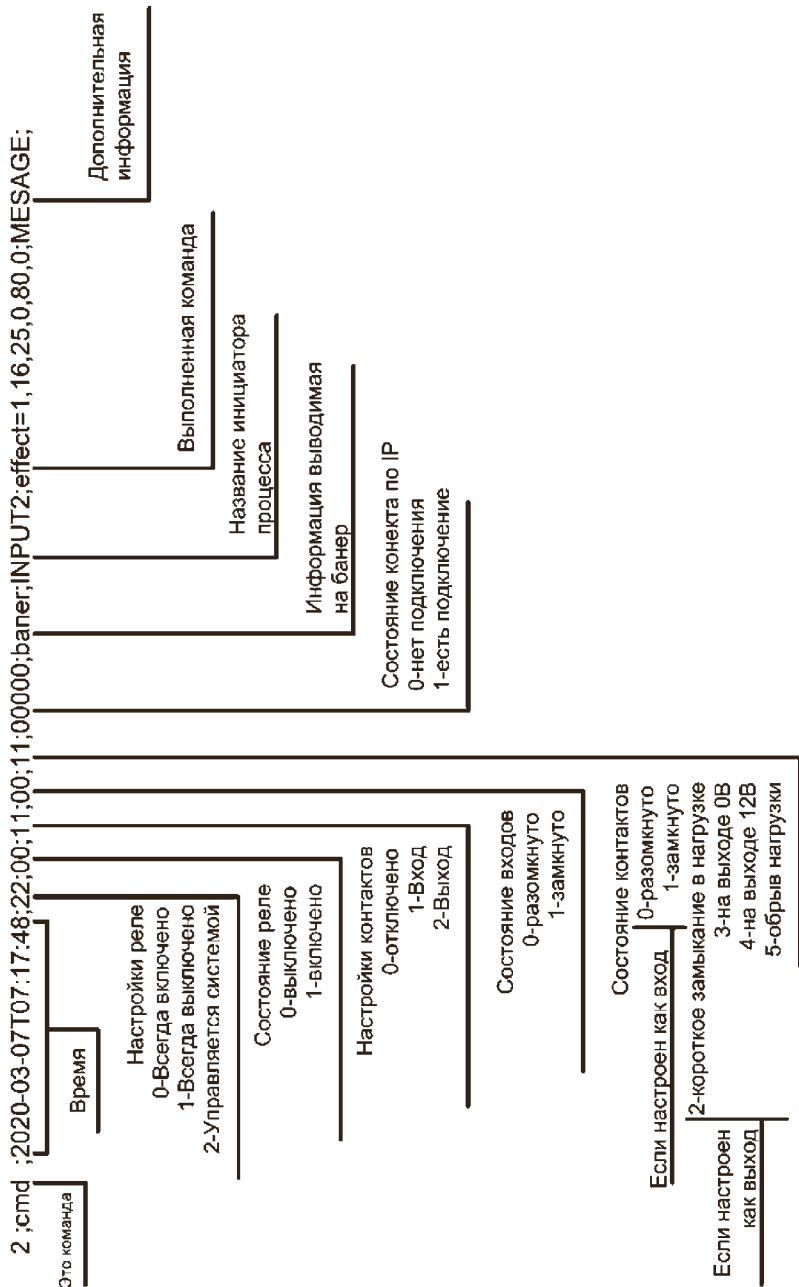 2 ;cmd ;2020-03-07T07:17:48;22;00;11;00;11;00000;baner;INPUT2;effect=1,16,25,0,80,0;MESAGE;
Это команда
Время
Настройки реле
0-Всегда включено
1-Всегда выключено
2-Управляется системой
Состояние реле
0-выключено
1-включено
Настройки контактов
0-отключено
1-Вход
2-Выход
Состояние входов
0-разомкнуто
1-замкнуто
Состояние контактов
Если настроен как вход
0-разомкнуто
1-замкнуто
Если настроен
как выход
2-короткое замыкание в нагрузке
3-на выходе 0В
4-на выходе 12В
5-обрыв нагрузки
Состояние конекта по IP
0-нет подключения
1-есть подключение
Информация выводимая
на банер
Название инициатора
процесса
Выполненная команда
Дополнительная
информация